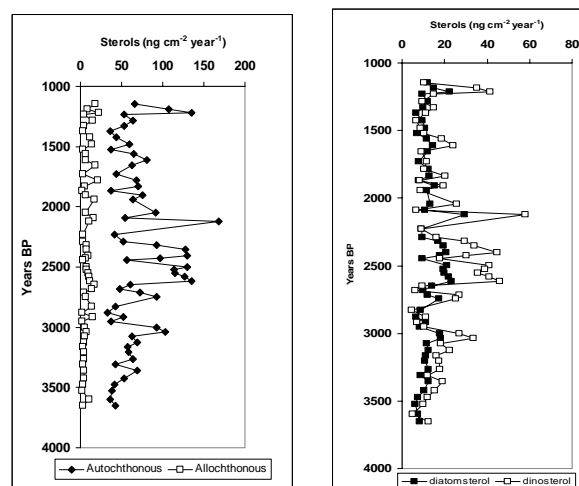 Sterols (ng cm⁻² year⁻¹)
0 50 100 150 200
1000
1500
2000
2500
3000
3500
4000
Years BP
Autochthonous Allochthonous
Sterols (ng cm⁻² year⁻¹)
0 20 40 60 80
1000
1500
2000
2500
3000
3500
4000
Years BP
diatomsterol dinosterol